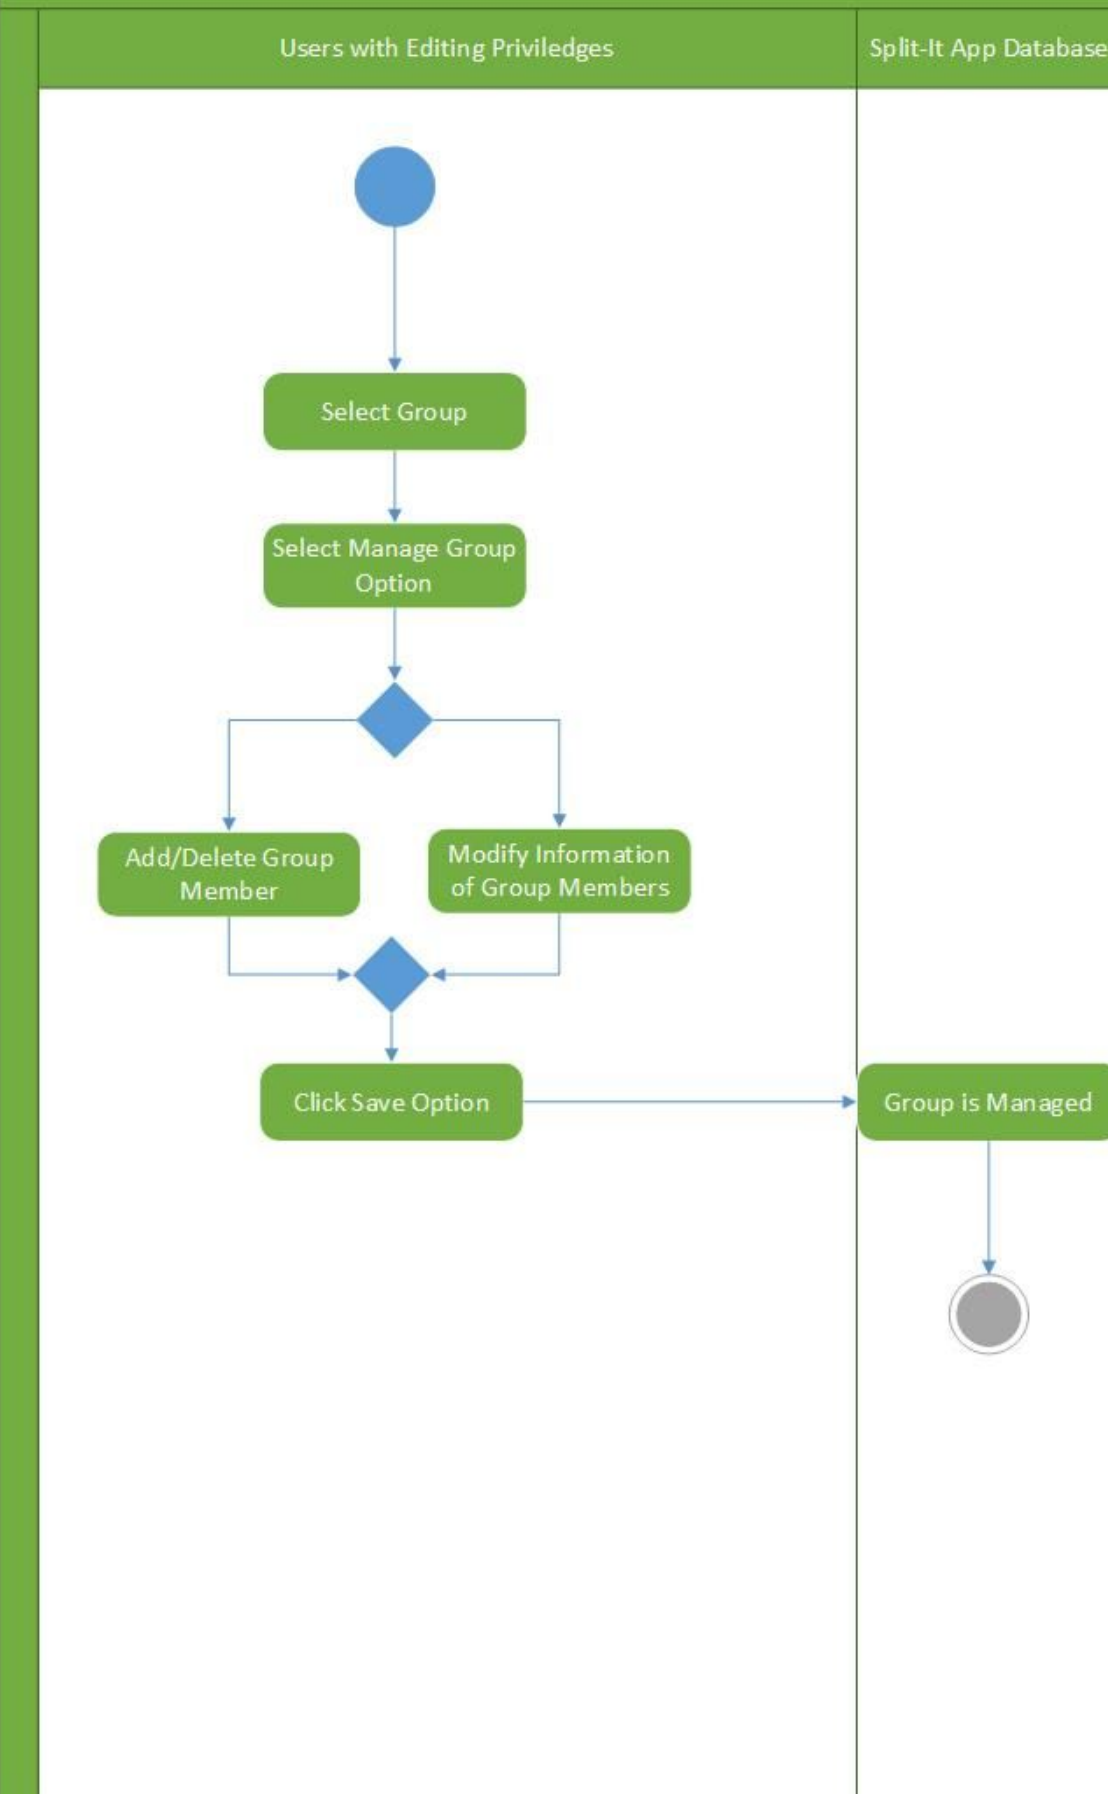 Users with Editing Priviledges
Split-It App Database
Select Group
Select Manage Group
Option
Add/Delete Group
Member
Modify Information
of Group Members
Click Save Option
Group is Managed